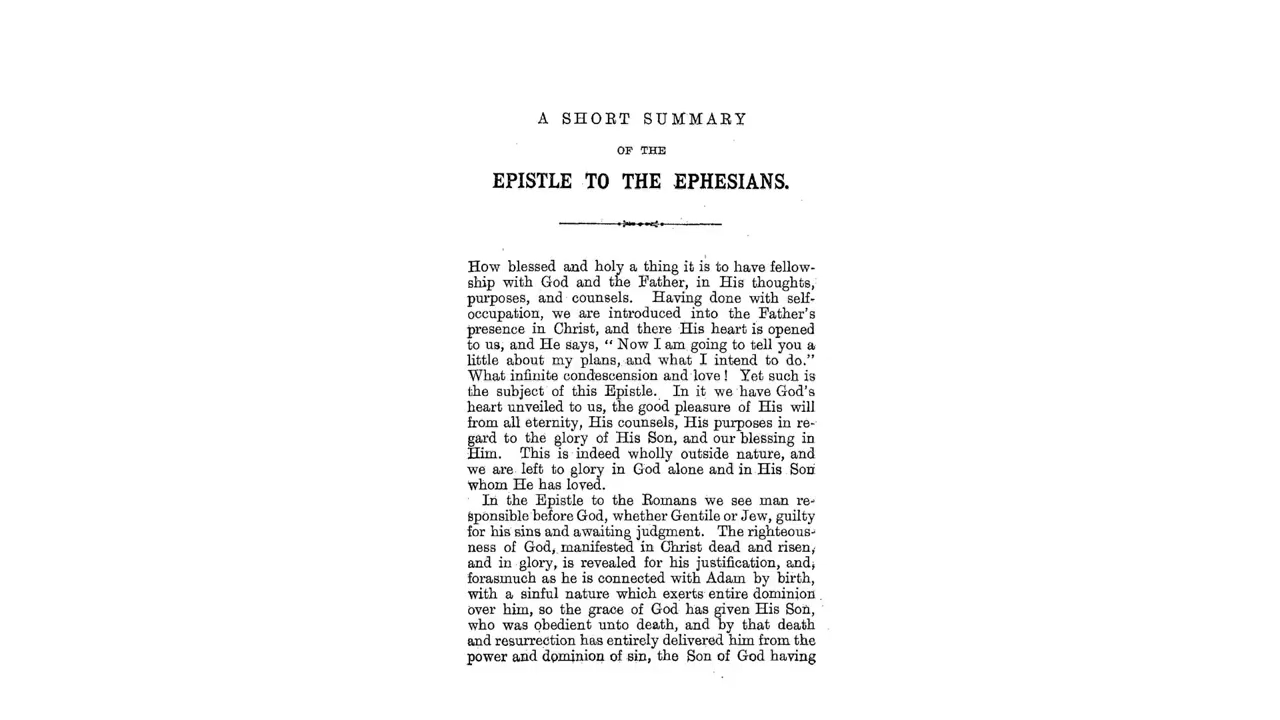 A SHORT SUMMARY
OF THE
EPISTLE TO THE EPHESIANS.
How blessed and holy a thing it is to have fellow-
ship with God and the Father, in His thoughts,
purposes, and counsels. Having done with self-
occupation, we are introduced into the Father's
presence in Christ, and there His heart is opened
to us, and He says, " Now I am going to tell you a
little about my plans, and what I intend to do."
What infinite condescension and love! Yet such is
the subject of this Epistle. In it we have God's
heart unveiled to us, the good pleasure of His will
from all eternity, His counsels, His purposes in re-
gard to the glory of His Son, and our blessing in
Him. This is indeed wholly outside nature, and
we are left to glory in God alone and in His Son
whom He has loved.
In the Epistle to the Romans we see man re-
sponsible before God, whether Gentile or Jew, guilty
for his sins and awaiting judgment. The righteous-
ness of God, manifested in Christ dead and risen,
and in glory, is revealed for his justification, and,
forasmuch as he is connected with Adam by birth,
with a sinful nature which exerts entire dominion
over him, so the grace of God has given His Son,
who was obedient unto death, and by that death
and resurrection has entirely delivered him from the
power and dominion of sin, the Son of God having